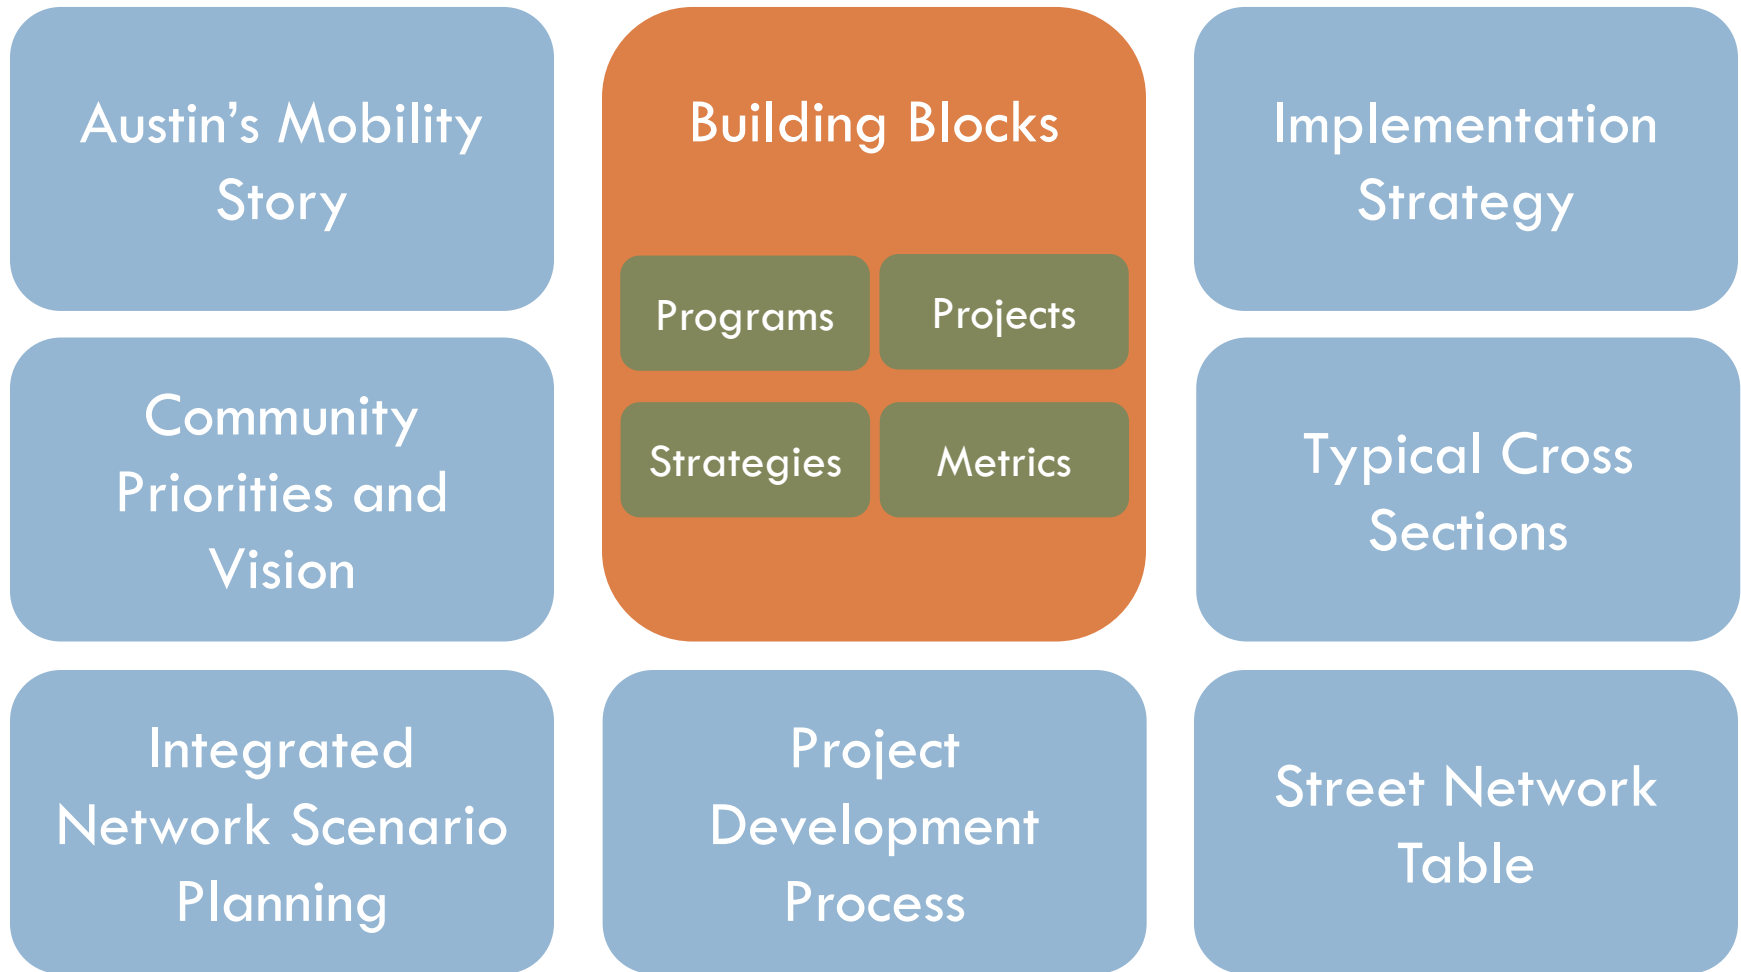 Austin’s Mobility
Story
Community
Priorities and
Vision
Integrated
Network Scenario
Planning
Building Blocks
Programs
Projects
Strategies
Metrics
Project
Development
Process
Implementation
Strategy
Typical Cross
Sections
Street Network
Table